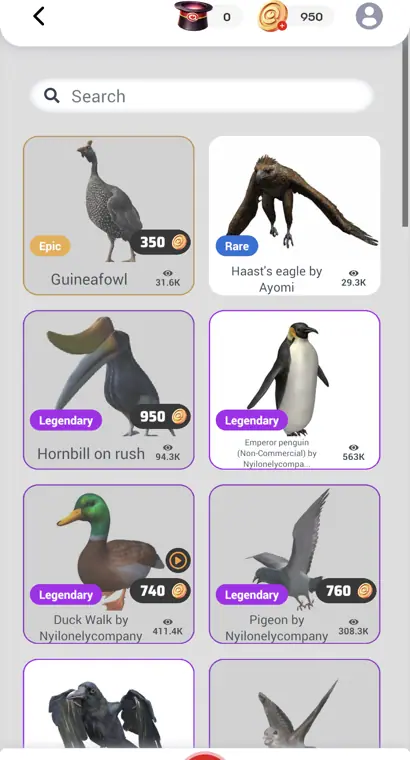 0
950
Search
350
Epic
Guineafowl
31.6K
Rare
Haast's eagle by
Ayomi
29.3K
950
Legendary
Hornbill on rush
94.3K
Legendary
Emperor penguin
(Non-Commercial) by
Nyilonelycompa...
563K
740
Legendary
Duck Walk by
Nyilonelycompany
411.4K
760
Legendary
Pigeon by
Nyilonelycompany
308.3K